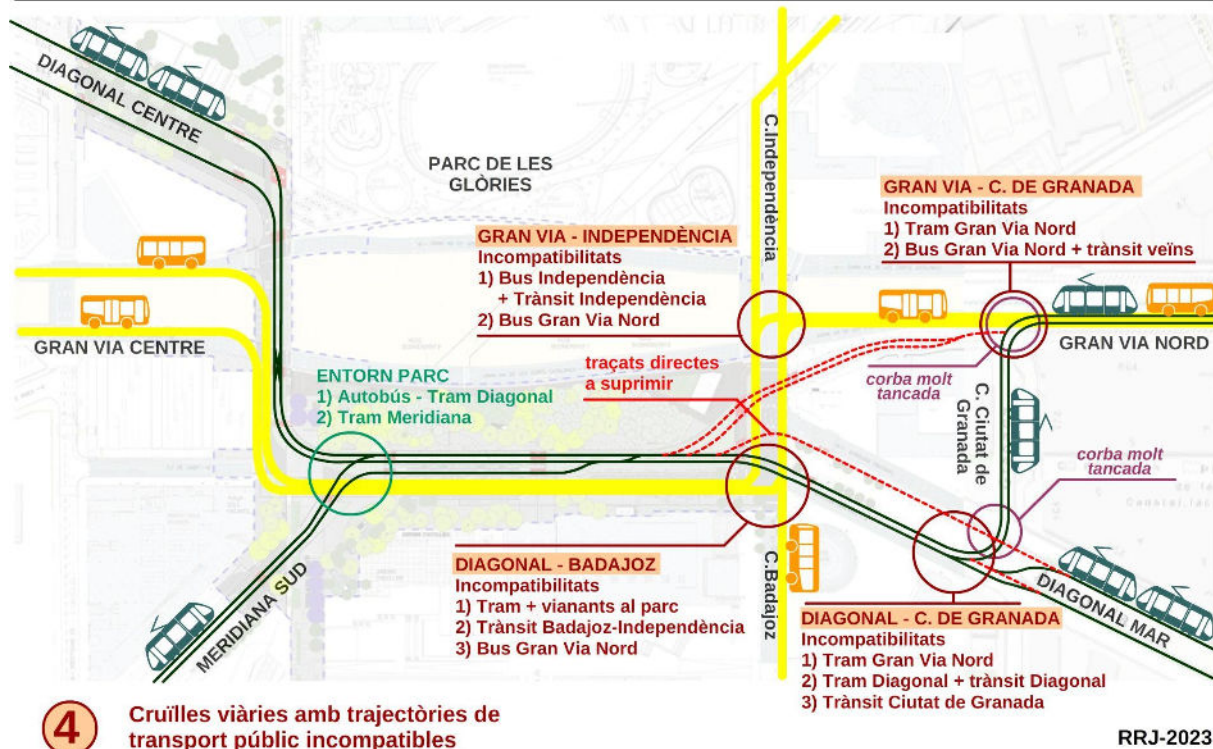 DIAGONAL CENTRE
PARC DE LES
GLÒRIES
C.Independència
GRAN VIA - C. DE GRANADA
Incompatibilitats
1) Tram Gran Via Nord
2) Bus Gran Via Nord + trànsit veïns
GRAN VIA - INDEPENDÈNCIA
Incompatibilitats
1) Bus Independència
+ Trànsit Independència
2) Bus Gran Via Nord
GRAN VIA CENTRE
GRAN VIA NORD
traçats directes
a suprimir
corba molt
tancada
ENTORN PARC
1) Autobús - Tram Diagonal
2) Tram Meridiana
C. Ciutat de
Granada
corba molt
tancada
MERIDIANA SUD
DIAGONAL - BADAJOZ
Incompatibilitats
1) Tram + vianants al parc
2) Trànsit Badajoz-Independència
3) Bus Gran Via Nord
C.Badajoz
DIAGONAL MAR
DIAGONAL - C. DE GRANADA
Incompatibilitats
1) Tram Gran Via Nord
2) Tram Diagonal + trànsit Diagonal
3) Trànsit Ciutat de Granada
4
Cruïlles viàries amb trajectòries de
transport públic incompatibles
RRJ-2023